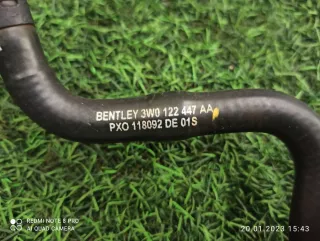 BENTLEY 3W0 122 447 AA
PXO 118092 DE 01S
REDMI NOTE 8 PRO
AI QUAD CAMERA
20.01.2023 15:43